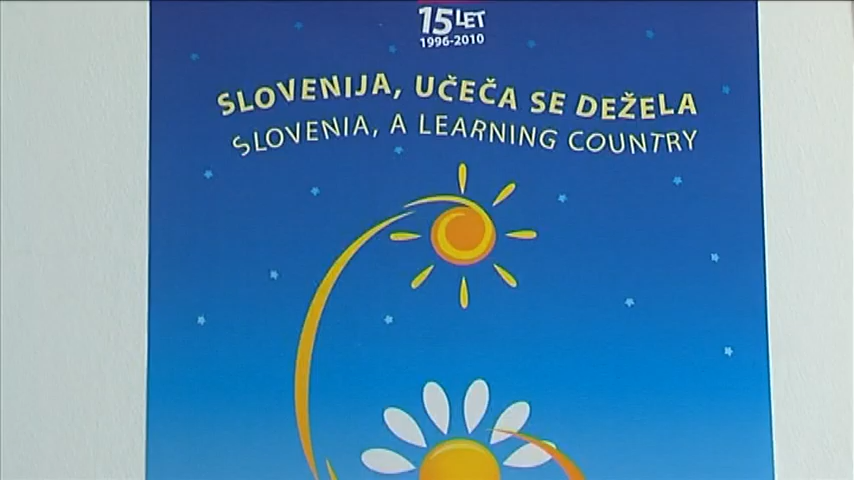 15 LET
1996-2010
SLOVENIJA, UČEČA SE DEŽELA
SLOVENIA, A LEARNING COUNTRY